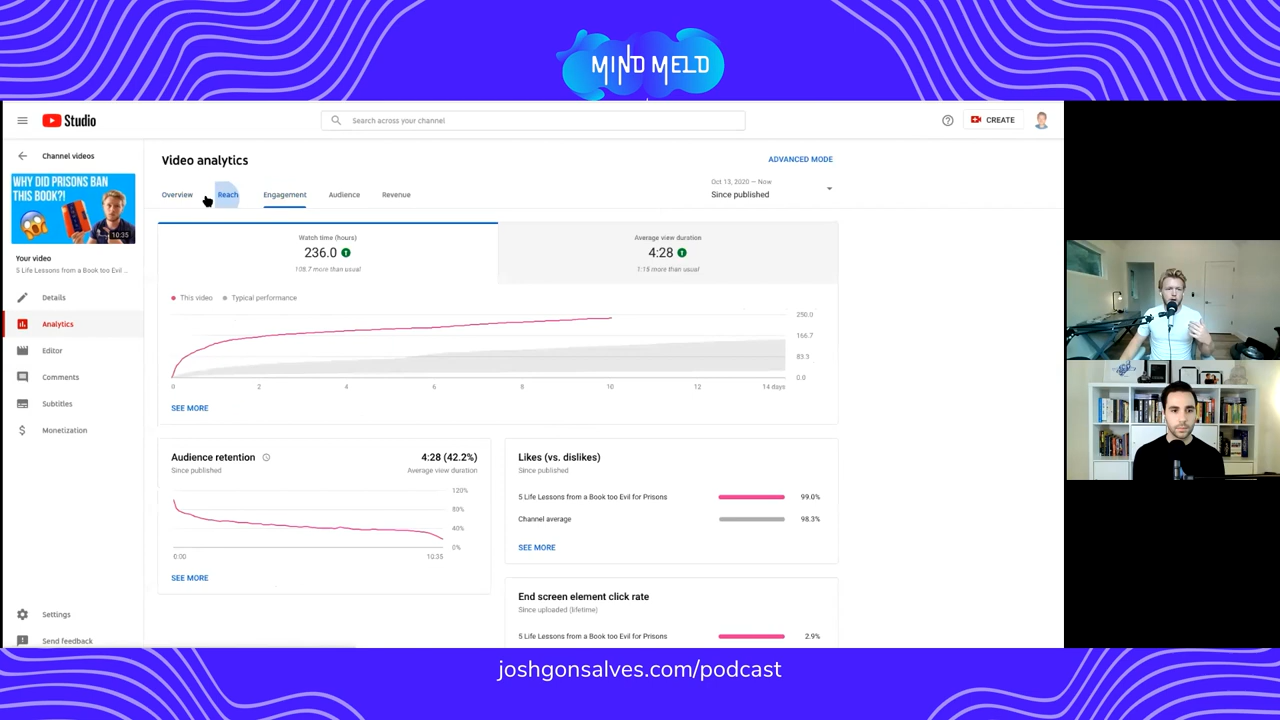 MIND MELD
Studio
Search across your channel
CREATE
Channel videos
WHY DID PRISONS BAN
THIS BOOK?!
10:35
Your video
5 Life Lessons from a Book too Evil ...
Details
Analytics
Editor
Comments
Subtitles
Monetization
Settings
Send feedback
Video analytics
ADVANCED MODE
Overview
Reach
Engagement
Audience
Revenue
Oct 13, 2020 – Now
Since published
Watch time (hours)
236.0
108.7 more than usual
Average view duration
4:28
1:15 more than usual
This video
Typical performance
250.0
166.7
83.3
0.0
0 2 4 6 8 10 12 14 days
SEE MORE
Audience retention
4:28 (42.2%)
Since published
Average view duration
120%
80%
40%
0%
0:00
10:35
SEE MORE
Likes (vs. dislikes)
Since published
5 Life Lessons from a Book too Evil for Prisons
99.0%
Channel average
98.3%
SEE MORE
End screen element click rate
Since uploaded (lifetime)
5 Life Lessons from a Book too Evil for Prisons
2.9%
joshgonsalves.com/podcast